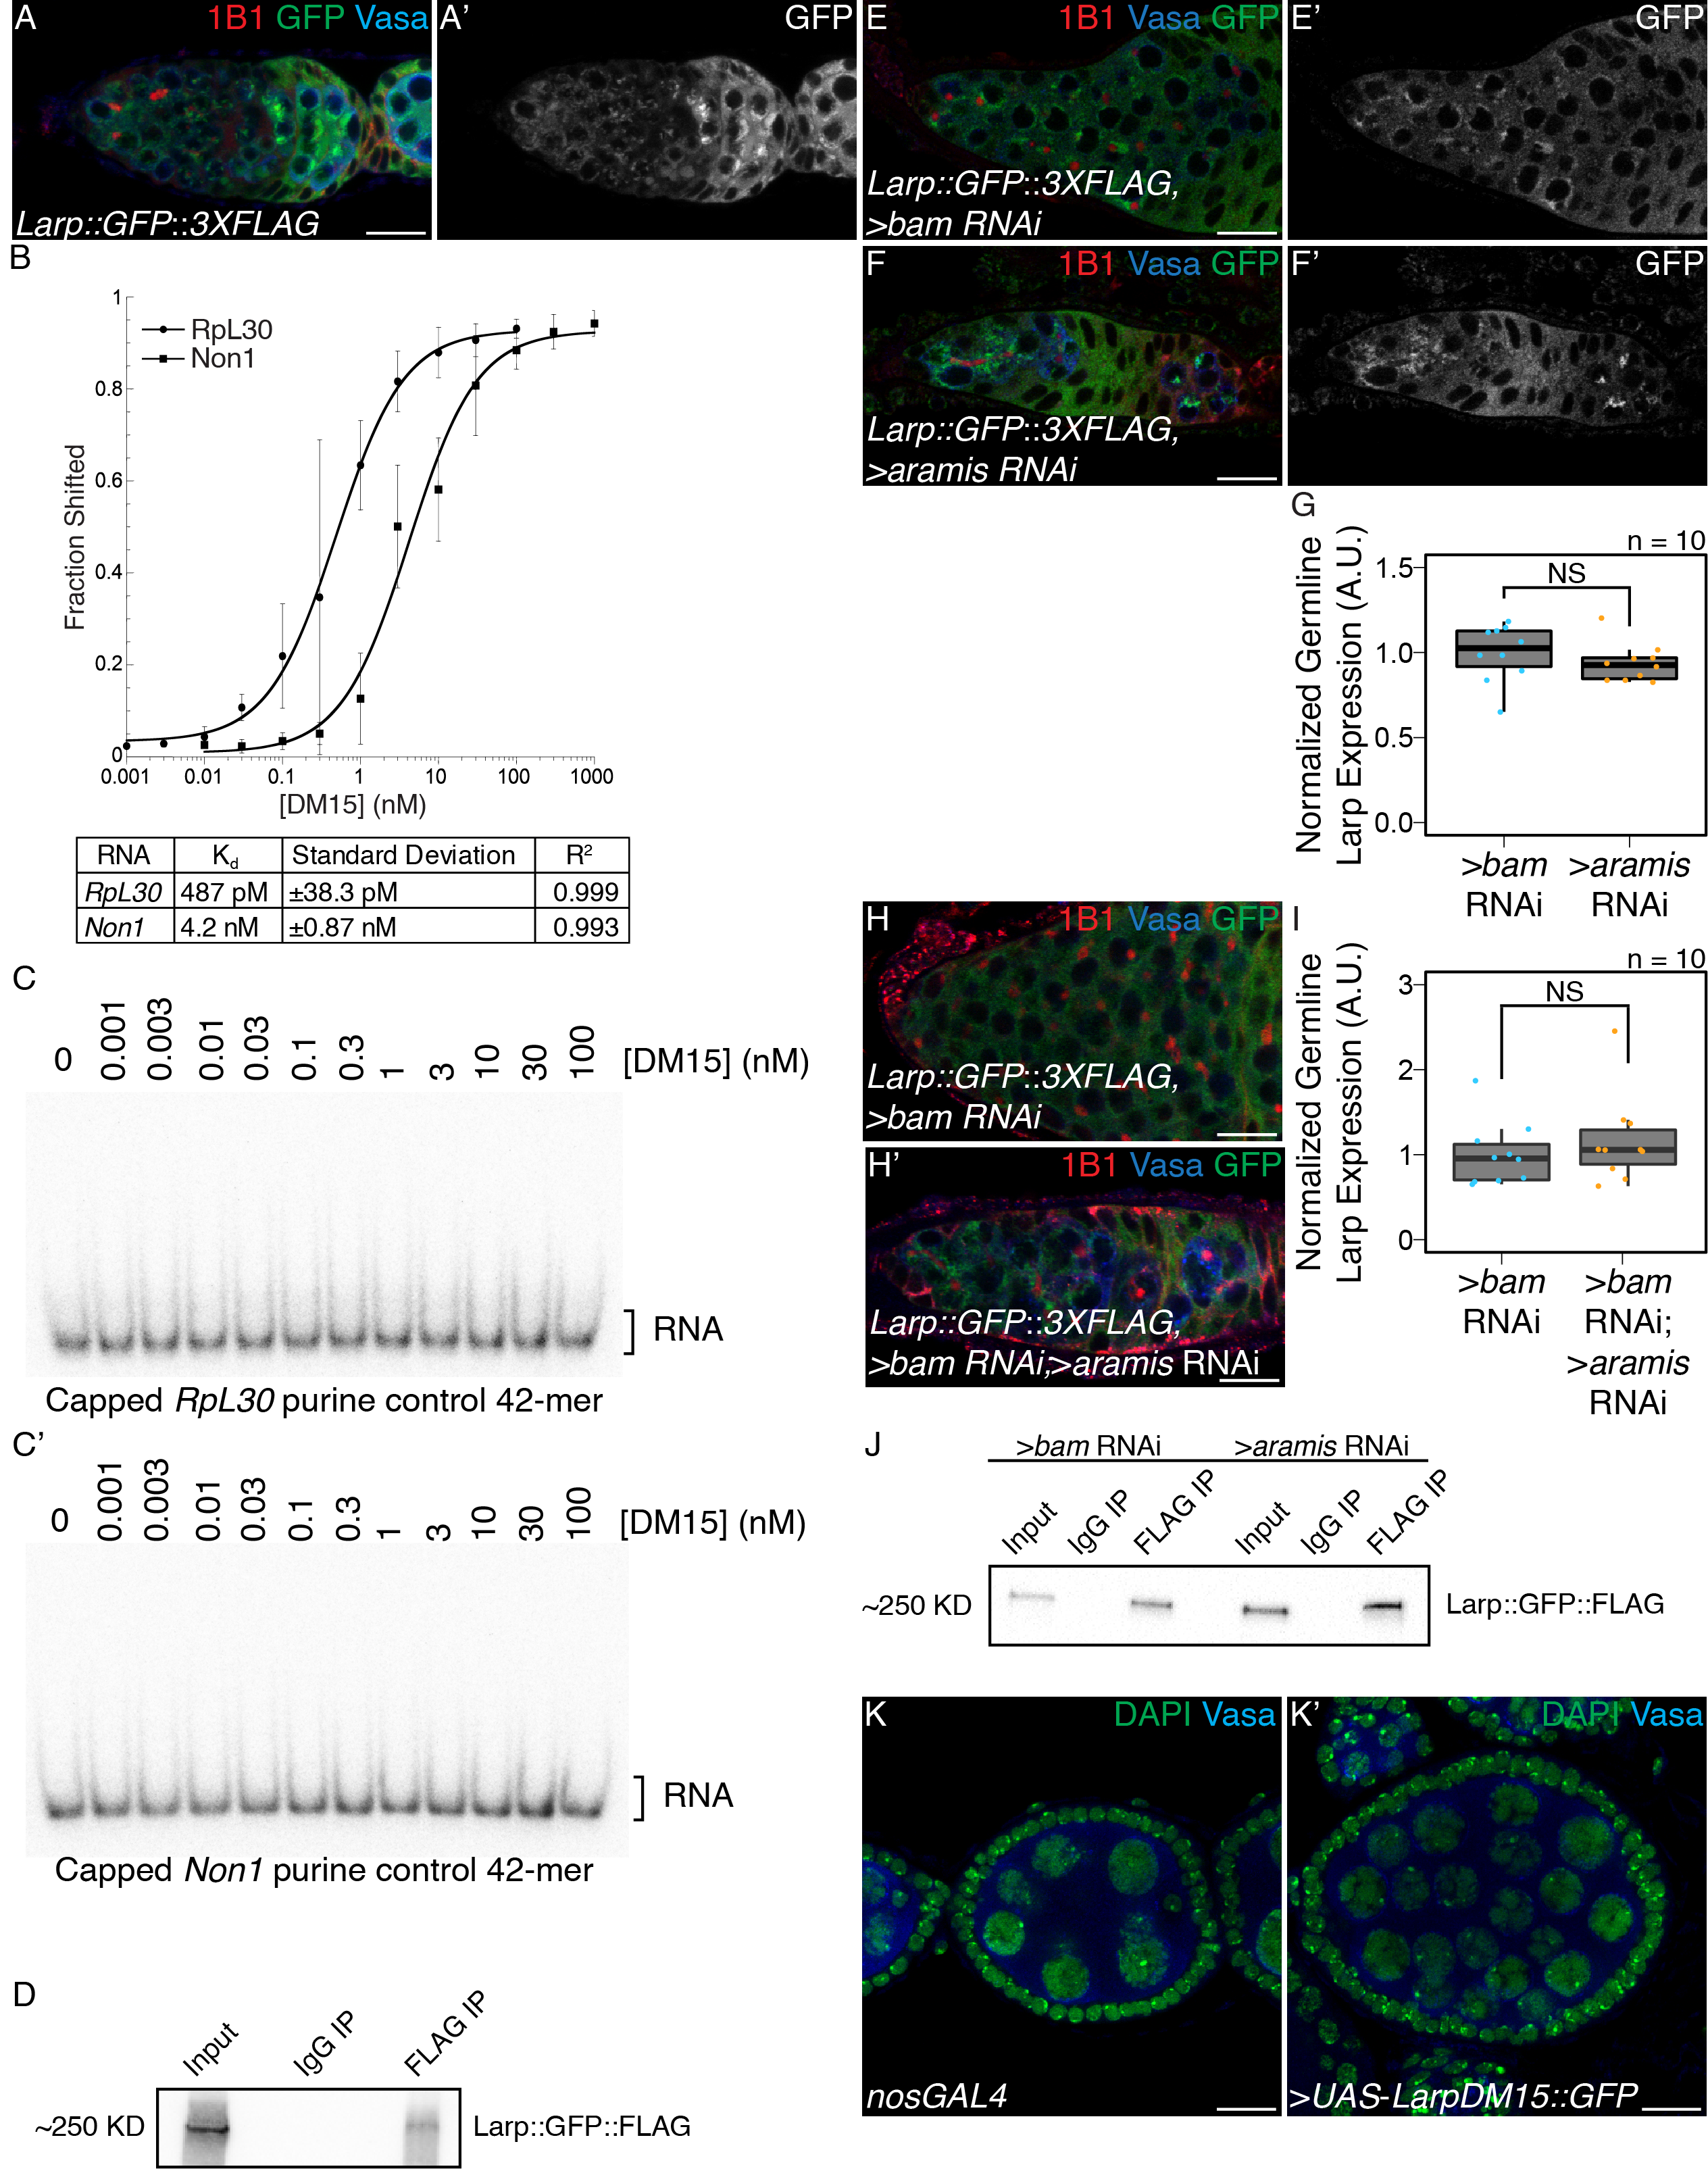 A
1B1 GFP Vasa
Larp::GFP::3XFLAG
A’
GFP
B
1
0.8
0.6
0.4
0.2
0
Fraction Shifted
RpL30
Non1
0.001 0.01 0.1 1 10 100 1000
[DM15] (nM)
RNA Kd Standard Deviation R²
RpL30 487 pM ±38.3 pM 0.999
Non1 4.2 nM ±0.87 nM 0.993
C
0 0.001 0.003 0.01 0.03 0.1 0.3 1 3 10 30 100 [DM15] (nM)
RNA
Capped RpL30 purine control 42-mer
C’
0 0.001 0.003 0.01 0.03 0.1 0.3 1 3 10 30 100 [DM15] (nM)
RNA
Capped Non1 purine control 42-mer
D
Input IgG IP FLAG IP
~250 KD
Larp::GFP::FLAG
E
1B1 Vasa GFP
Larp::GFP::3XFLAG,
>bam RNAi
E’
GFP
F
1B1 Vasa GFP
Larp::GFP::3XFLAG,
>aramis RNAi
F’
GFP
G
n = 10
NS
Normalized Germline
Larp Expression (A.U.)
1.5
1.0
0.5
0.0
>bam
RNAi
>aramis
RNAi
H
1B1 Vasa GFP
Larp::GFP::3XFLAG,
>bam RNAi
H’
1B1 Vasa GFP
Larp::GFP::3XFLAG,
>bam RNAi;>aramis RNAi
I
n = 10
NS
Normalized Germline
Larp Expression (A.U.)
3
2
1
0
>bam
RNAi
>bam
RNAi;
>aramis
RNAi
J
>bam RNAi >aramis RNAi
Input IgG IP FLAG IP Input IgG IP FLAG IP
~250 KD
Larp::GFP::FLAG
K
DAPI Vasa
nosGAL4
K’
DAPI Vasa
>UAS-LarpDM15::GFP